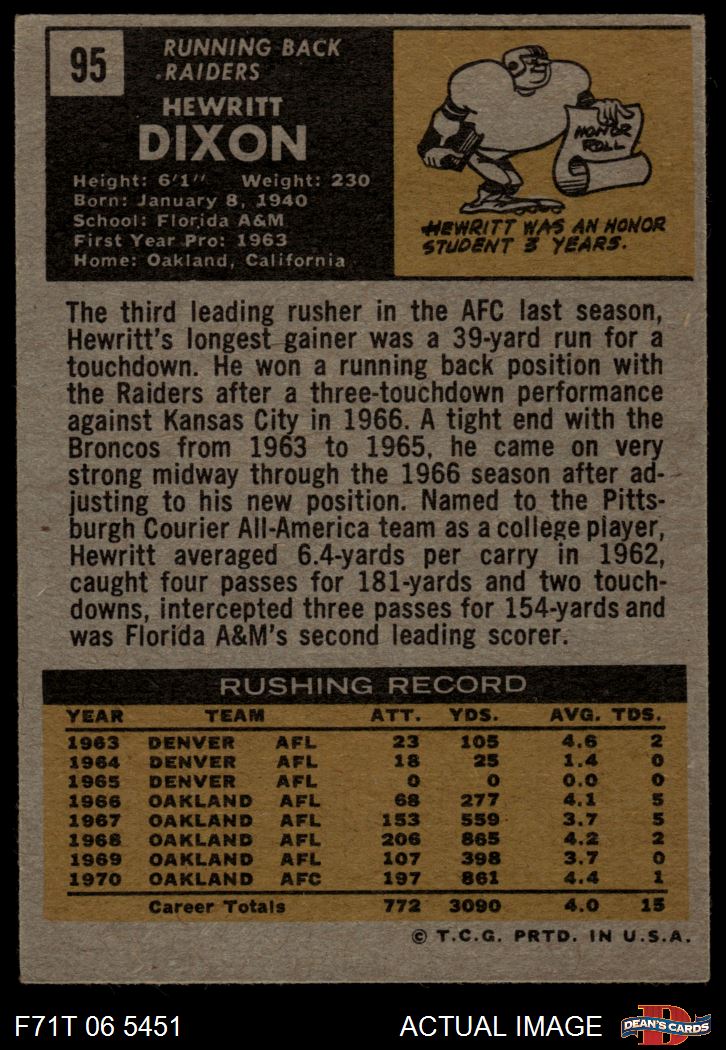 95
RUNNING BACK
RAIDERS
HEWRITT
DIXON
Height: 6'1" Weight: 230
Born: January 8, 1940
School: Florida A&M
First Year Pro: 1963
Home: Oakland, California
HONOR
ROLL
HEWRITT WAS AN HONOR
STUDENT 3 YEARS.
The third leading rusher in the AFC last season,
Hewritt's longest gainer was a 39-yard run for a
touchdown. He won a running back position with
the Raiders after a three-touchdown performance
against Kansas City in 1966. A tight end with the
Broncos from 1963 to 1965, he came on very
strong midway through the 1966 season after ad-
justing to his new position. Named to the Pitts-
burgh Courier All-America team as a college player,
Hewritt averaged 6.4-yards per carry in 1962,
caught four passes for 181-yards and two touch-
downs, intercepted three passes for 154-yards and
was Florida A&M's second leading scorer.
RUSHING RECORD
YEAR TEAM ATT. YDS. AVG. TDS.
1963 DENVER AFL 23 105 4.6 2
1964 DENVER AFL 18 25 1.4 0
1965 DENVER AFL 0 0 0.0 0
1966 OAKLAND AFL 68 277 4.1 5
1967 OAKLAND AFL 153 559 3.7 5
1968 OAKLAND AFL 206 865 4.2 2
1969 OAKLAND AFL 107 398 3.7 0
1970 OAKLAND AFC 197 861 4.4 1
Career Totals 772 3090 4.0 15
© T.C.G. PRTD. IN U.S.A.
F71T 06 5451 ACTUAL IMAGE D DEAN'S CARDS